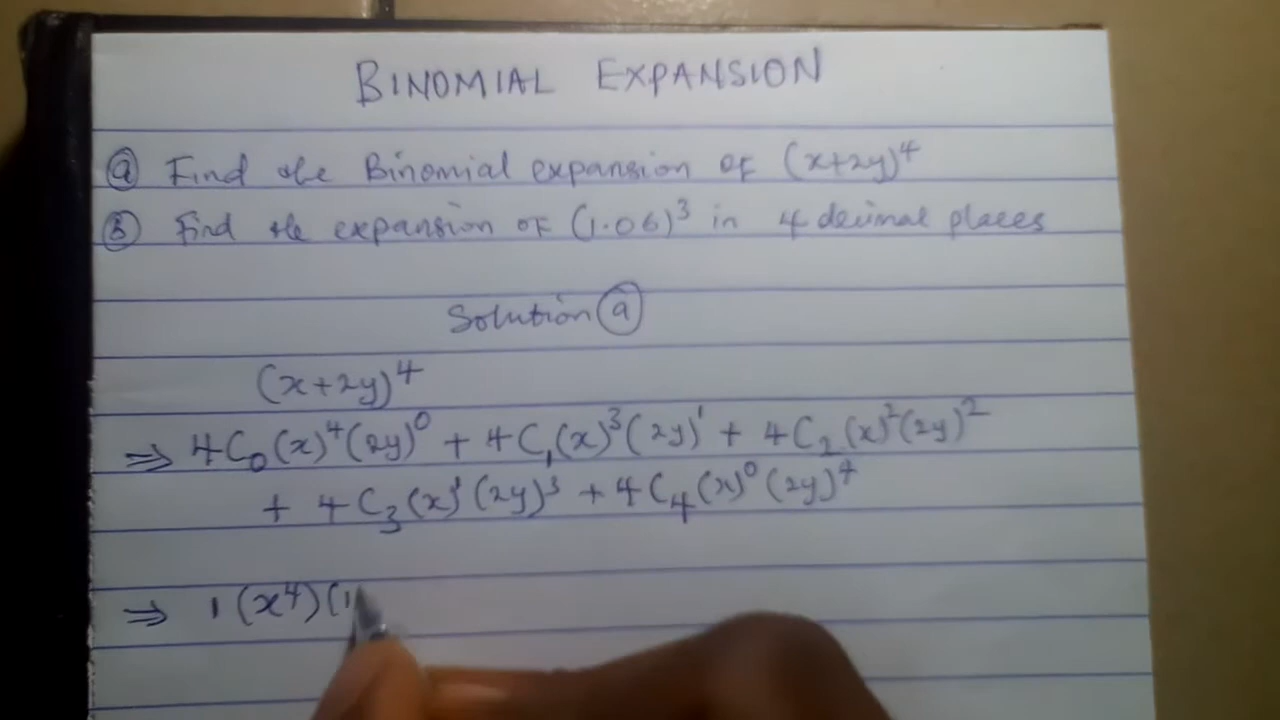 BINOMIAL EXPANSION
ⓐ Find the Binomial expansion of (x+2y)⁴
ⓑ Find the expansion of (1.06)³ in 4 decimal places
Solution ⓐ
(x+2y)⁴
⇒ 4C₀(x)⁴(2y)⁰ + 4C₁(x)³(2y)¹ + 4C₂(x)²(2y)²
+ 4C₃(x)¹(2y)³ + 4C₄(x)⁰(2y)⁴
⇒ 1(x⁴)(1